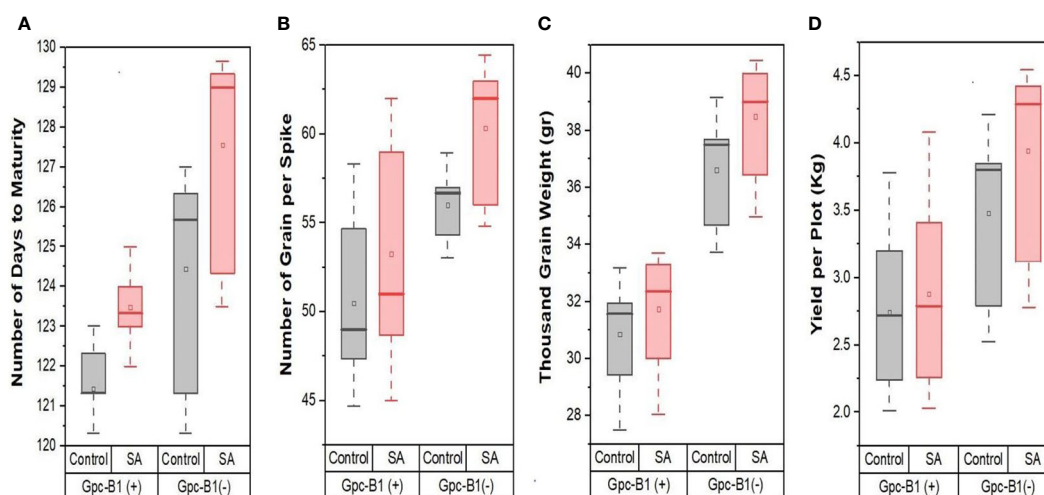 A
B
C
D
Number of Days to Maturity
130
129
128
127
126
125
124
123
122
121
120
Control SA Control SA
Gpc-B1 (+) Gpc-B1(-)
Number of Grain per Spike
65
60
55
50
45
Control SA Control SA
Gpc-B1 (+) Gpc-B1(-)
Thousand Grain Weight (gr)
40
38
36
34
32
30
28
Control SA Control SA
Gpc-B1 (+) Gpc-B1(-)
Yield per Plot (Kg)
4.5
4.0
3.5
3.0
2.5
2.0
Control SA Control SA
Gpc-B1 (+) Gpc-B1(-)